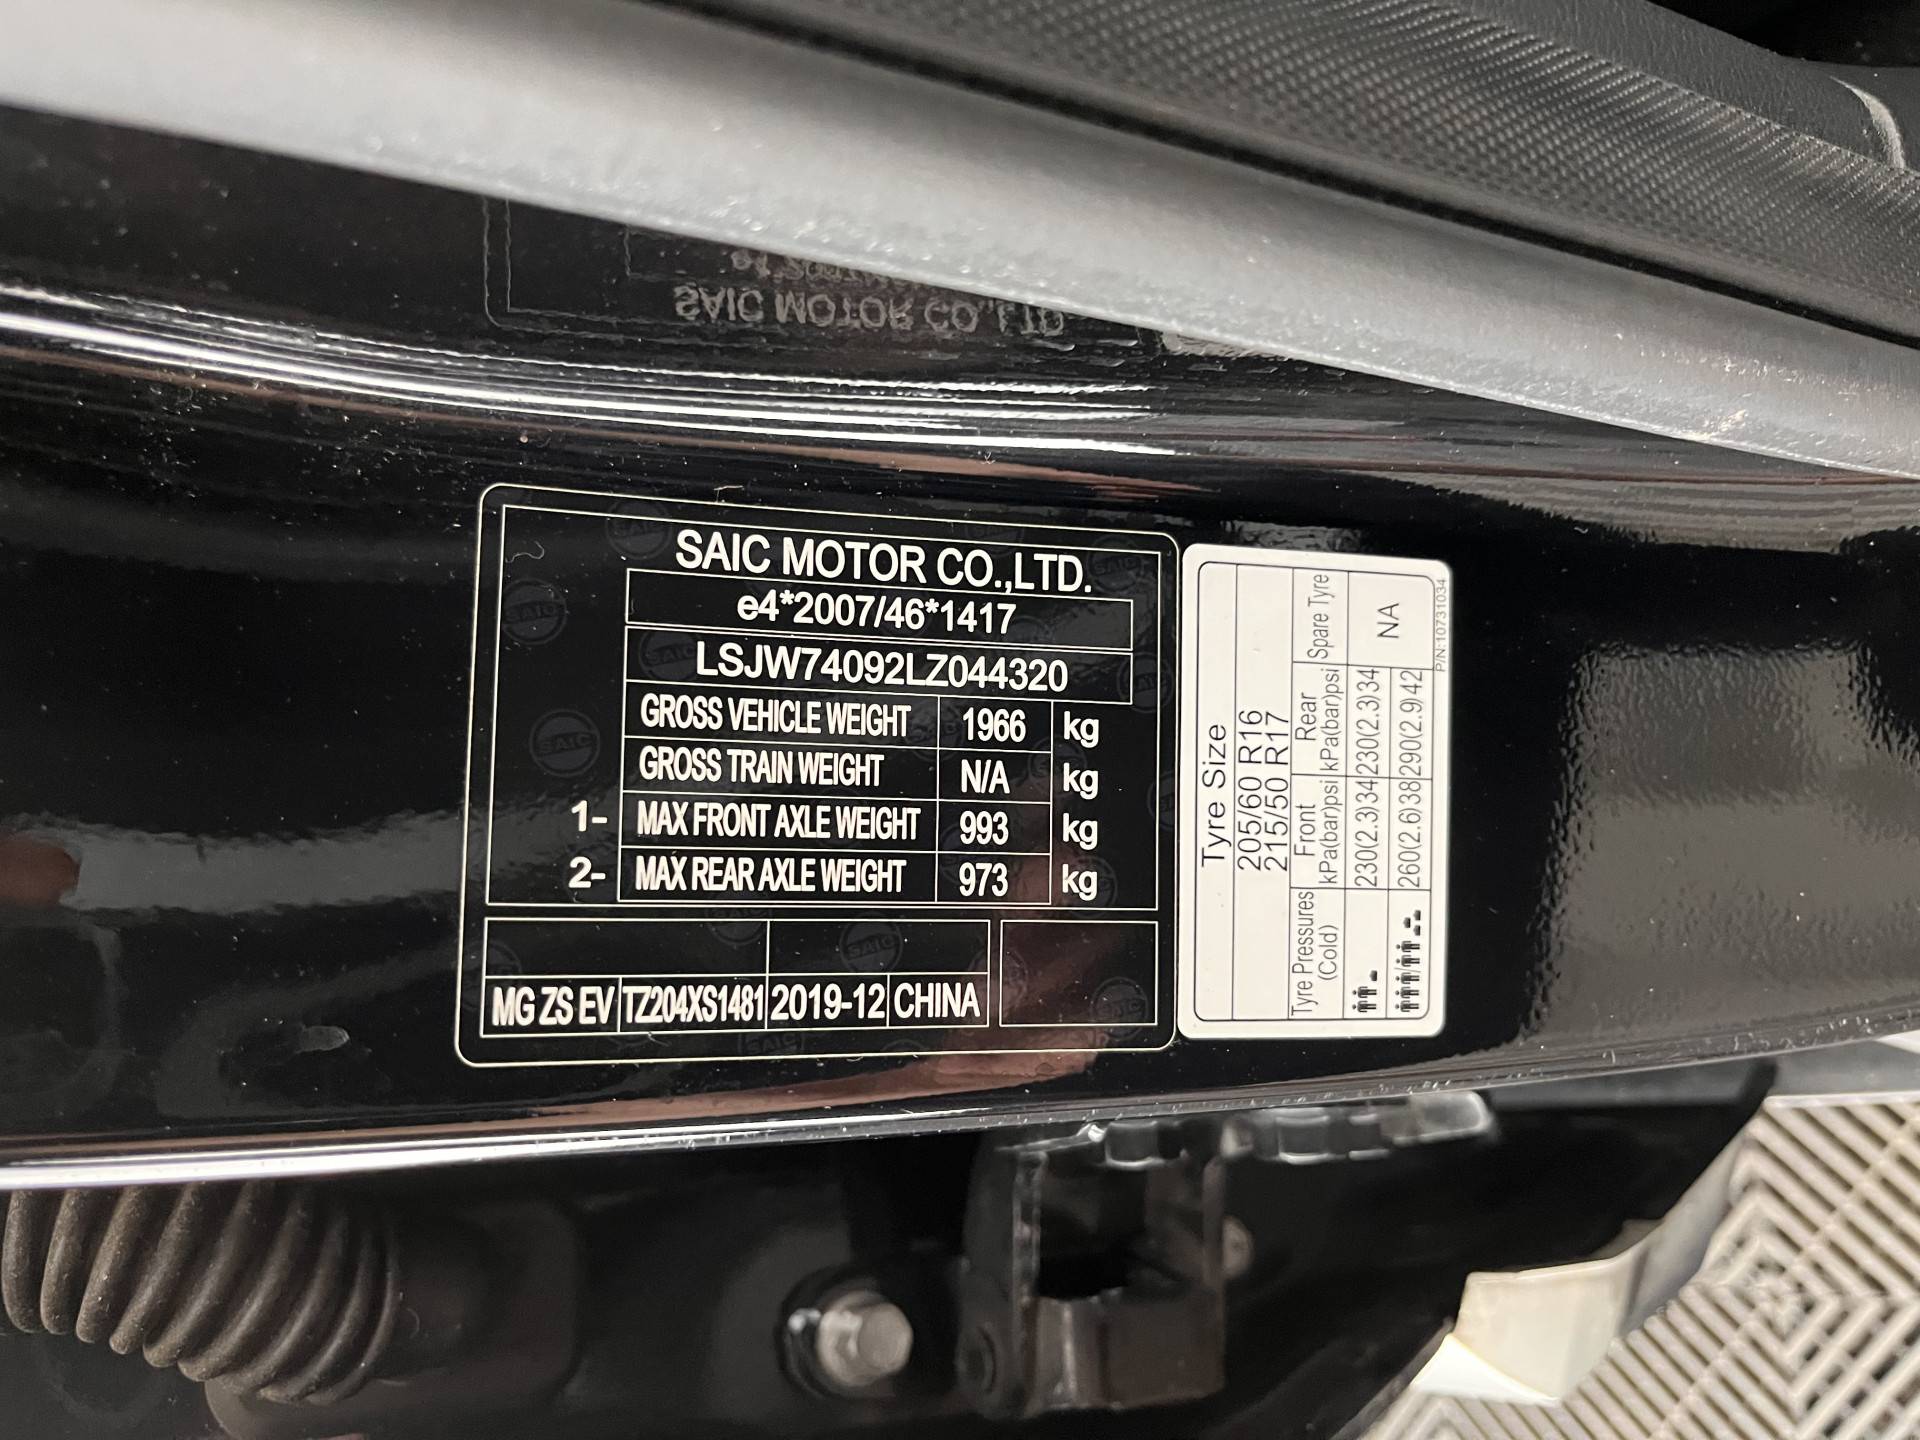 SAIC MOTOR CO.,LTD.
e4*2007/46*1417
LSJW74092LZ044320
GROSS VEHICLE WEIGHT 1966 kg
GROSS TRAIN WEIGHT N/A kg
1- MAX FRONT AXLE WEIGHT 993 kg
2- MAX REAR AXLE WEIGHT 973 kg
MG ZS EV TZ204XS1481 2019-12 CHINA
Tyre Size
205/60 R16
215/50 R17
Tyre Pressures (Cold) Front kPa(bar)psi Rear kPa(bar)psi Spare Tyre
230(2.3)34 230(2.3)34 NA
260(2.6)38 290(2.9)42
P/N:10731034
SAIC MOTOR CO.,LTD
SAIC
SAIC
SAIC
SAIC